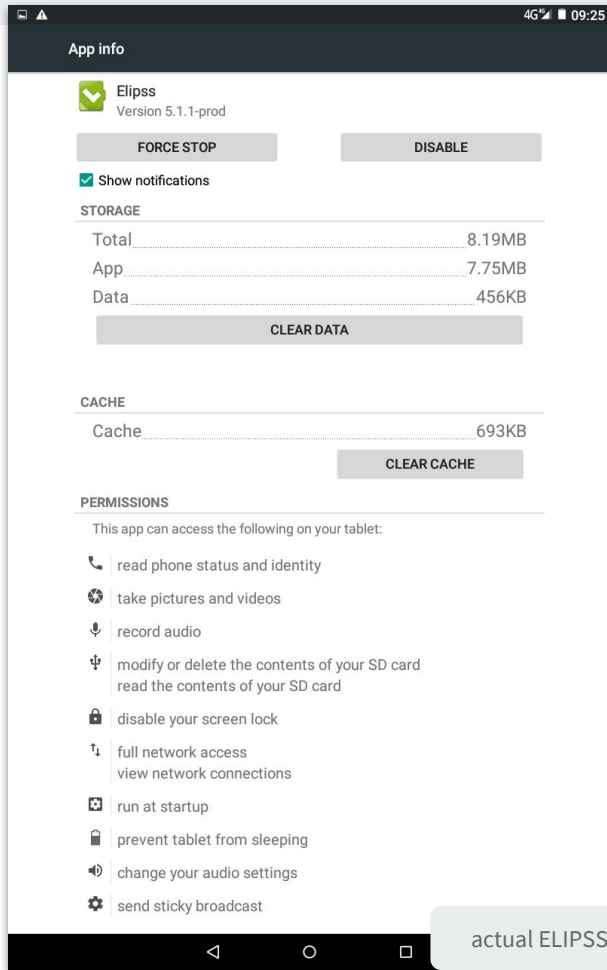 4G 09:25
App info
Elipss
Version 5.1.1-prod
FORCE STOP DISABLE
Show notifications
STORAGE
Total 8.19MB
App 7.75MB
Data 456KB
CLEAR DATA
CACHE
Cache 693KB
CLEAR CACHE
PERMISSIONS
This app can access the following on your tablet:
read phone status and identity
take pictures and videos
record audio
modify or delete the contents of your SD card
read the contents of your SD card
disable your screen lock
full network access
view network connections
run at startup
prevent tablet from sleeping
change your audio settings
send sticky broadcast
actual ELIPSS